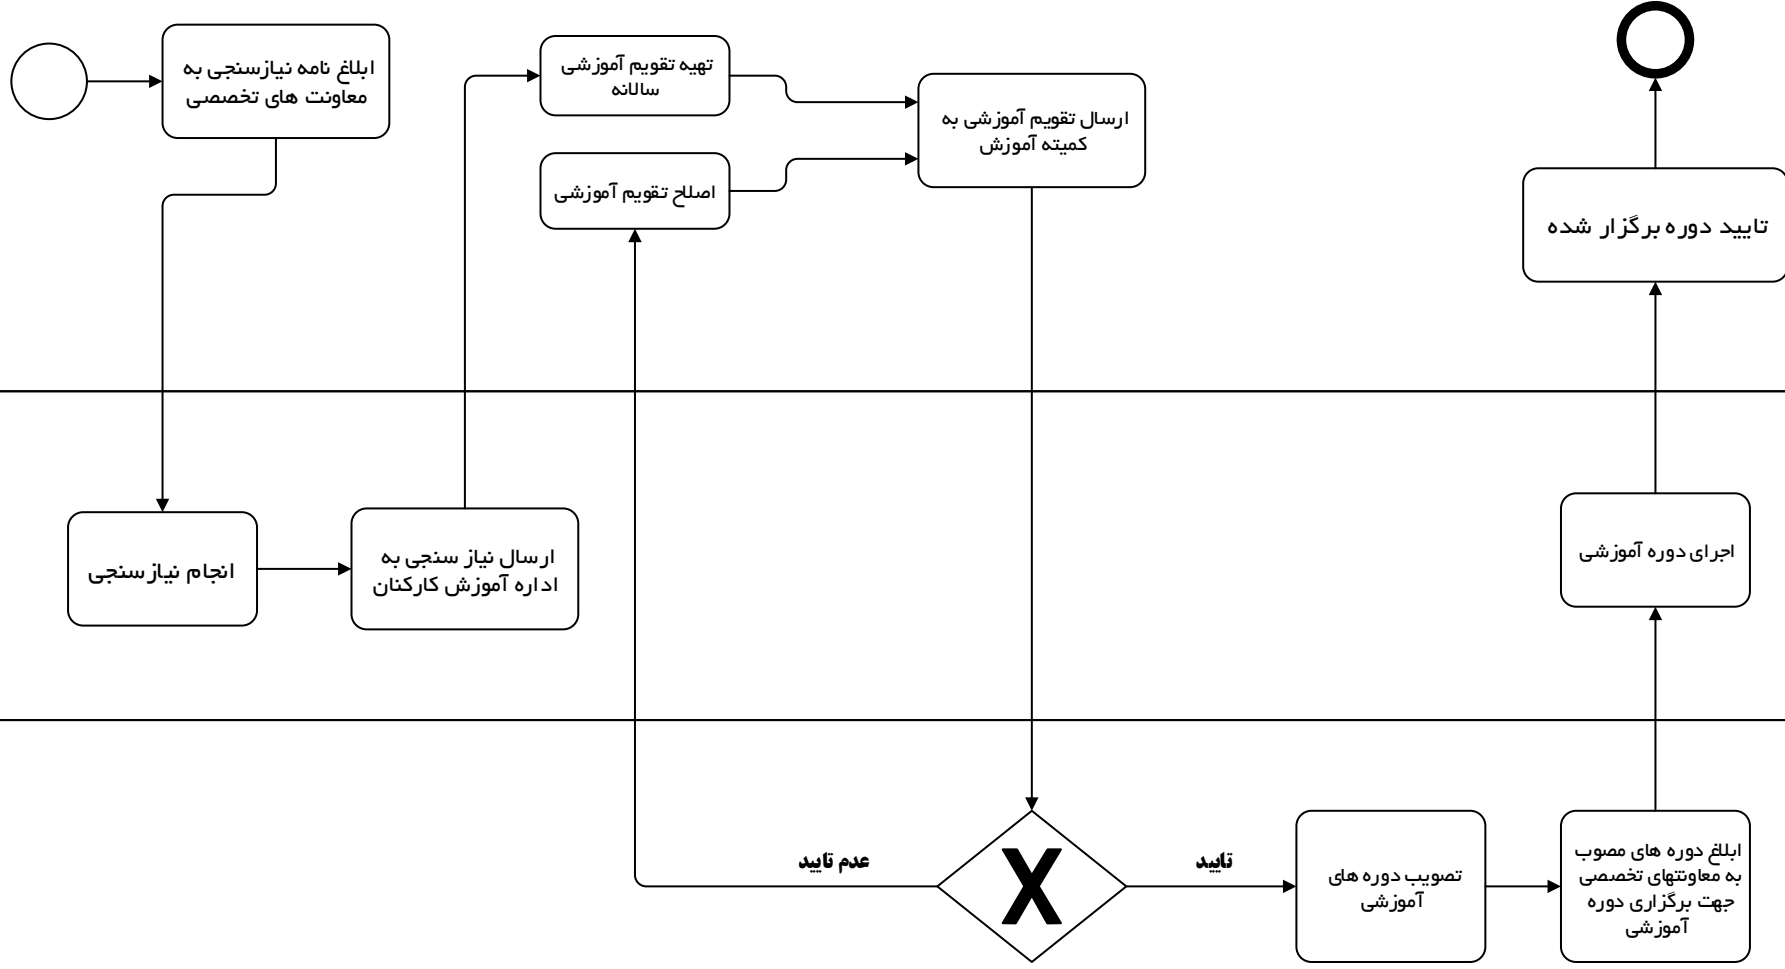 ابلاغ نامه نیازسنجی به
معاونت های تخصصی
تهیه تقویم آموزشی
سالانه
ارسال تقویم آموزشی به
کمیته آموزش
اصلاح تقویم آموزشی
تایید دوره برگزار شده
انجام نیازسنجی
ارسال نیاز سنجی به
اداره آموزش کارکنان
اجرای دوره آموزشی
عدم تایید
X
تایید
تصویب دوره های
آموزشی
ابلاغ دوره های مصوب
به معاونتهای تخصصی
جهت برگزاری دوره
آموزشی